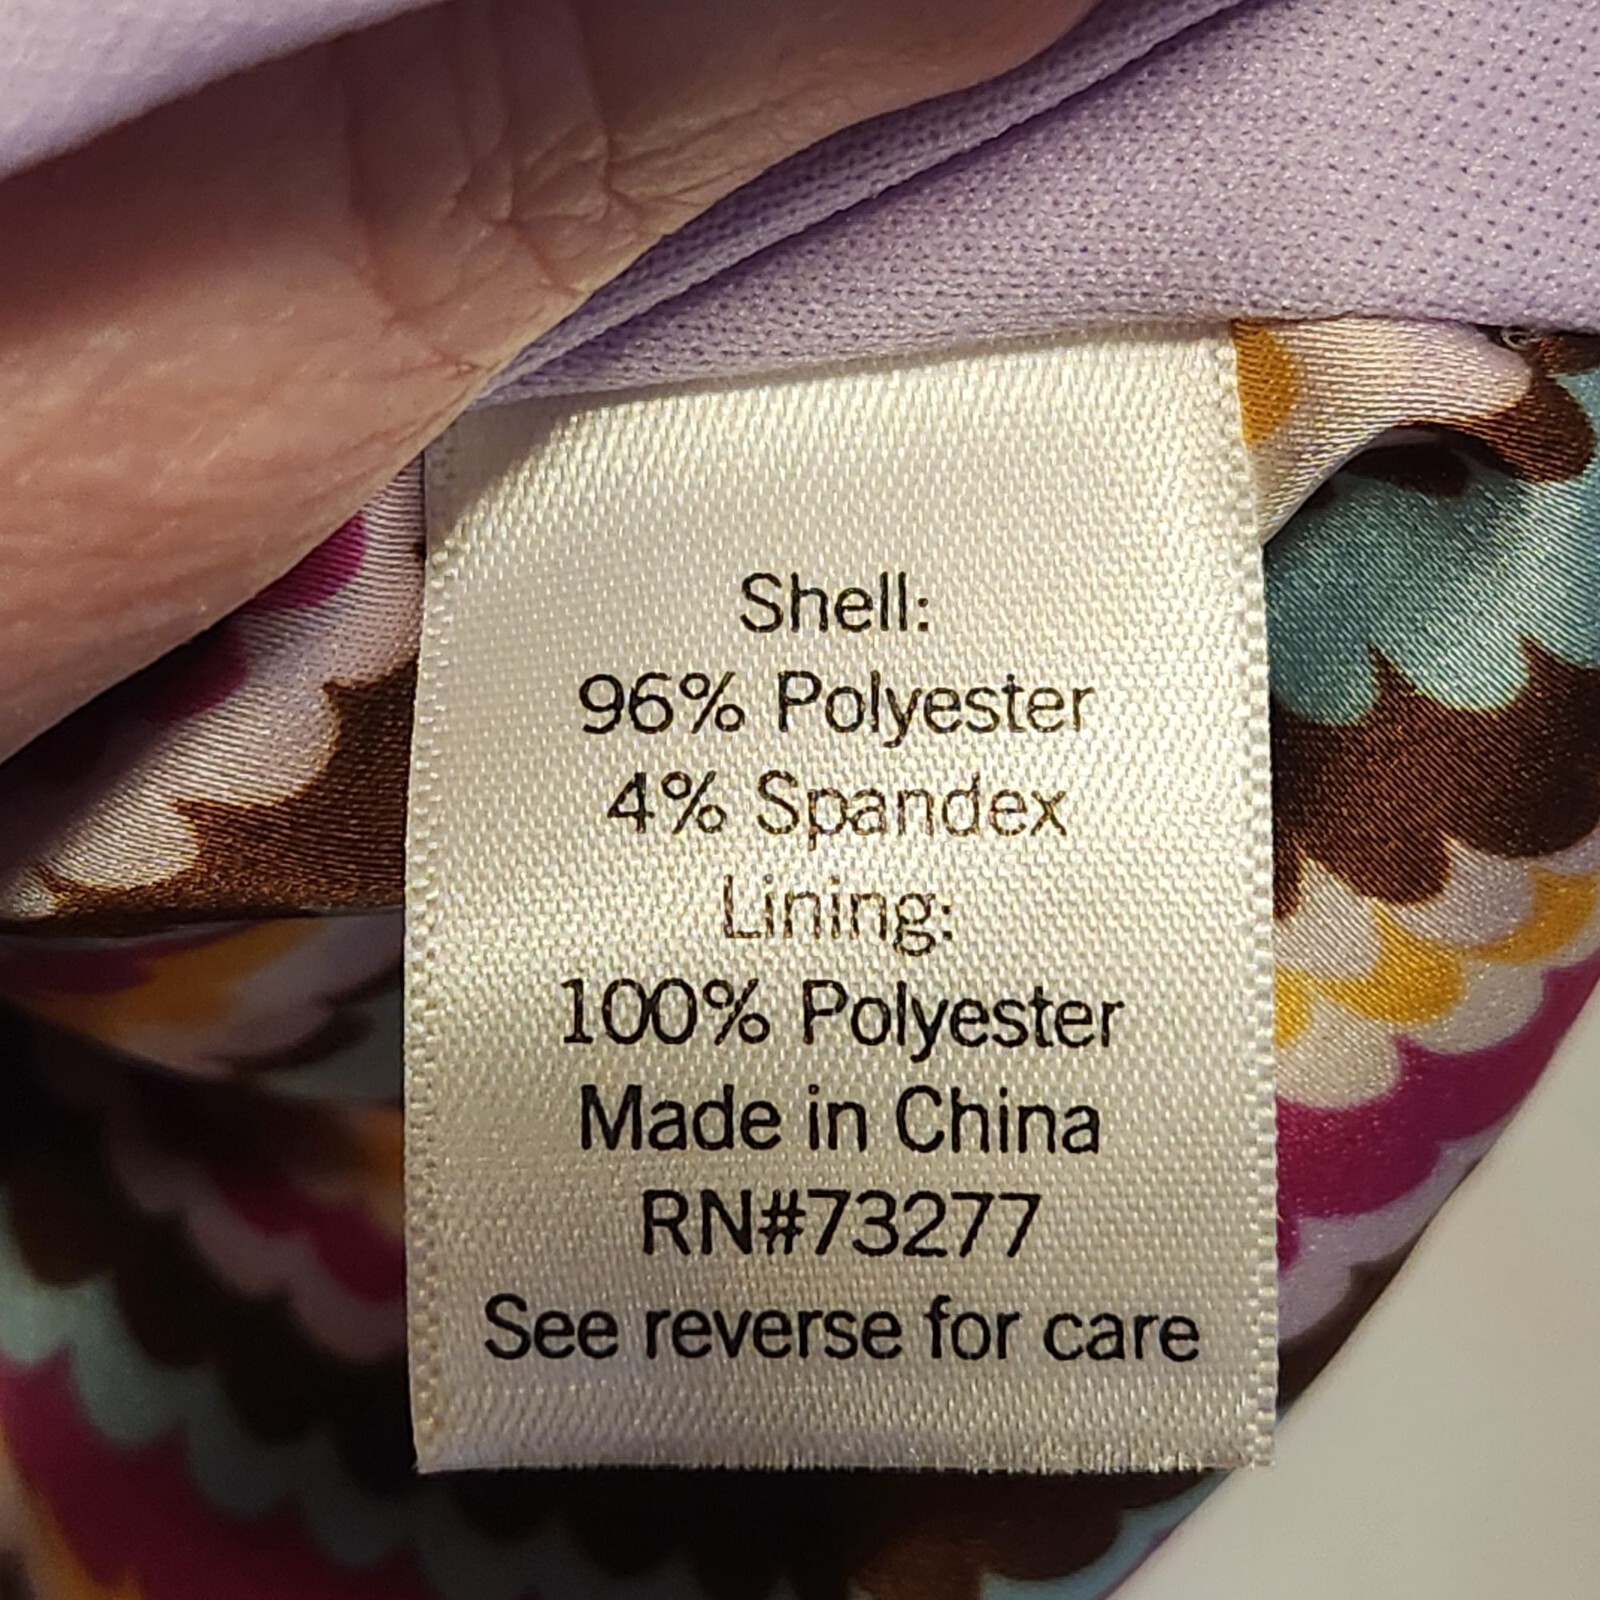 Shell:
96% Polyester
4% Spandex
Lining:
100% Polyester
Made in China
RN#73277
See reverse for care